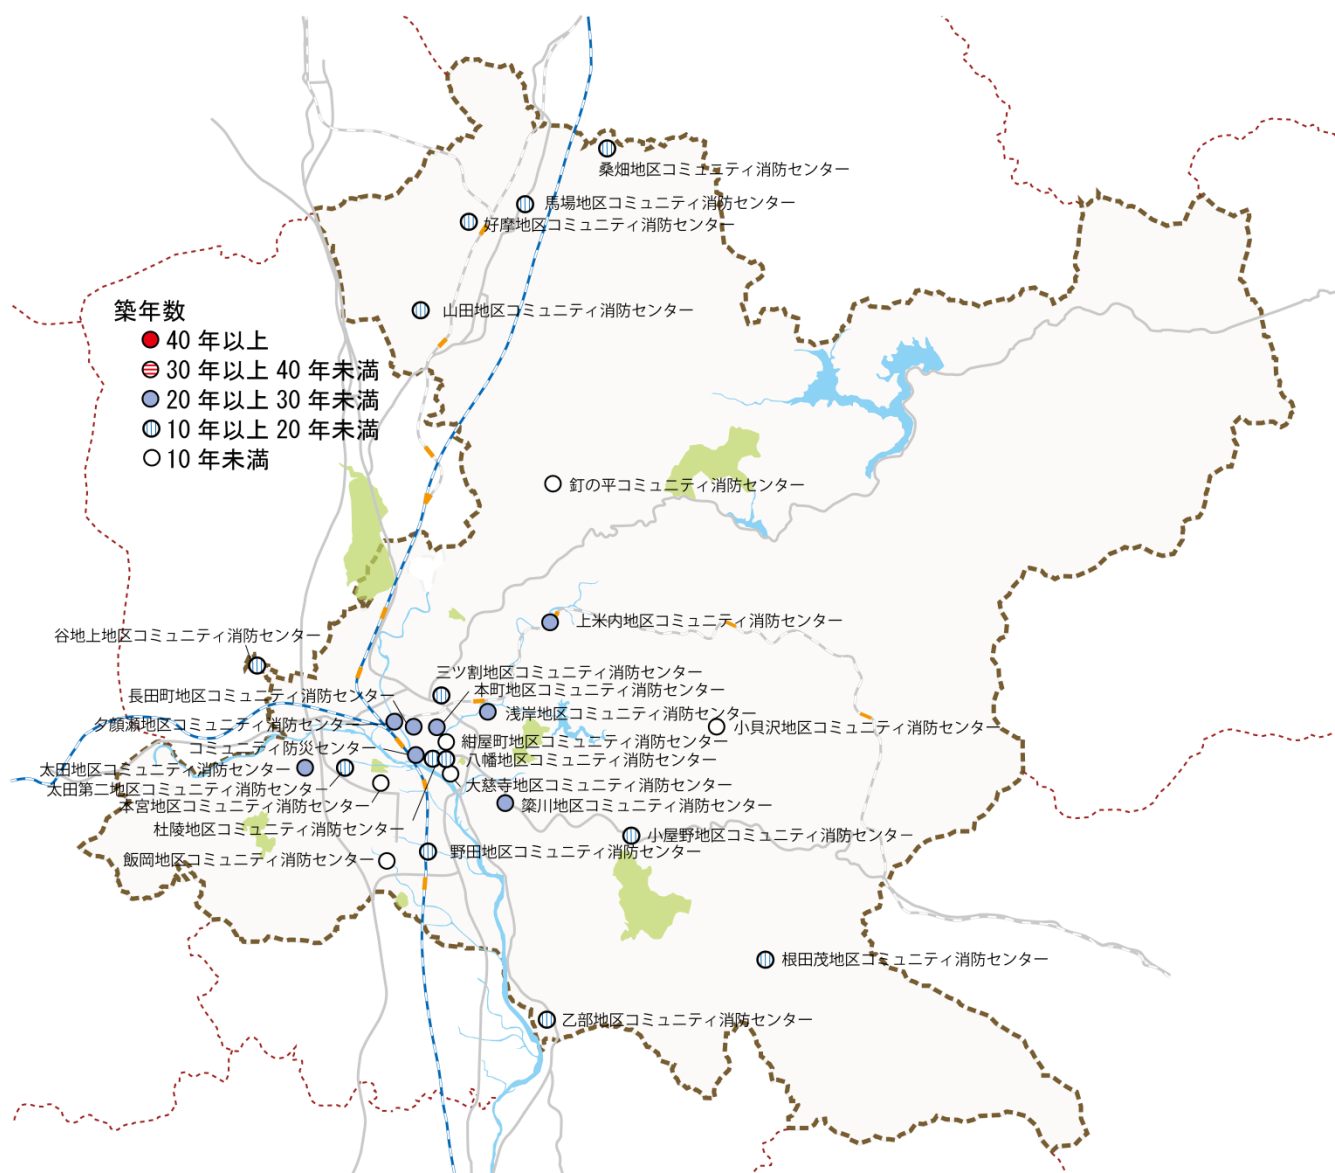 桑畑地区コミュニティ消防センター
馬場地区コミュニティ消防センター
好摩地区コミュニティ消防センター
築年数
40 年以上
30 年以上 40 年未満
20 年以上 30 年未満
10 年以上 20 年未満
10 年未満
山田地区コミュニティ消防センター
釘の平コミュニティ消防センター
上米内地区コミュニティ消防センター
谷地上地区コミュニティ消防センター
三ツ割地区コミュニティ消防センター
長田町地区コミュニティ消防センター
本町地区コミュニティ消防センター
浅岸地区コミュニティ消防センター
夕顔瀬地区コミュニティ消防センター
小貝沢地区コミュニティ消防センター
紺屋町地区コミュニティ消防センター
コミュニティ防災センター
八幡地区コミュニティ消防センター
太田地区コミュニティ消防センター
太田第二地区コミュニティ消防センター
大慈寺地区コミュニティ消防センター
本宮地区コミュニティ消防センター
簗川地区コミュニティ消防センター
杜陵地区コミュニティ消防センター
小屋野地区コミュニティ消防センター
野田地区コミュニティ消防センター
飯岡地区コミュニティ消防センター
根田茂地区コミュニティ消防センター
乙部地区コミュニティ消防センター